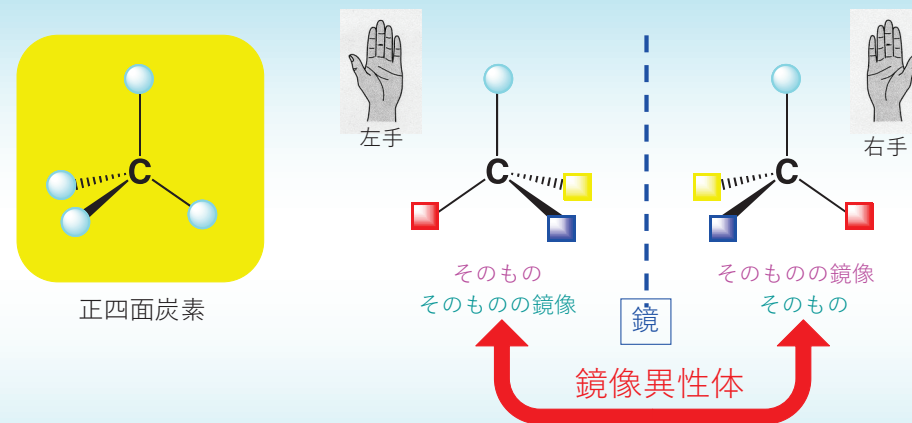 左手
右手
C
C
C
正四面炭素
そのもの
そのものの鏡像
そのものの鏡像
そのもの
鏡
鏡像異性体